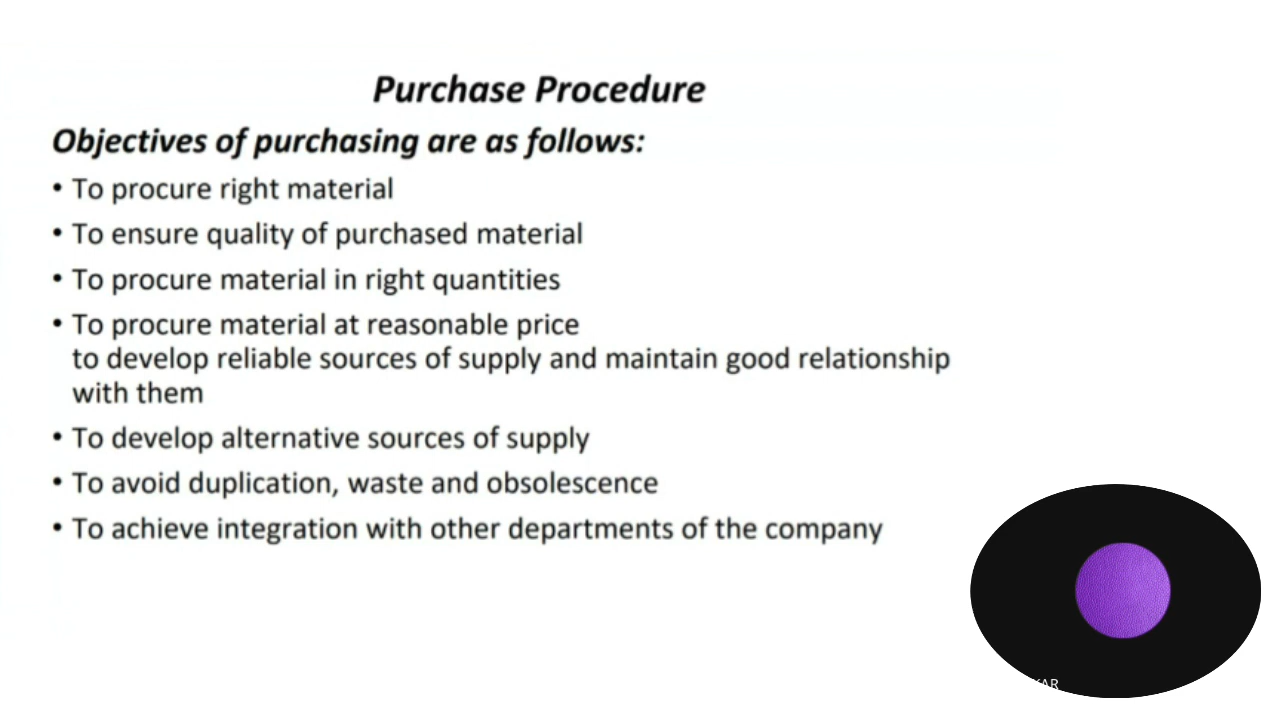 Purchase Procedure
Objectives of purchasing are as follows:
• To procure right material
• To ensure quality of purchased material
• To procure material in right quantities
• To procure material at reasonable price
to develop reliable sources of supply and maintain good relationship
with them
• To develop alternative sources of supply
• To avoid duplication, waste and obsolescence
• To achieve integration with other departments of the company